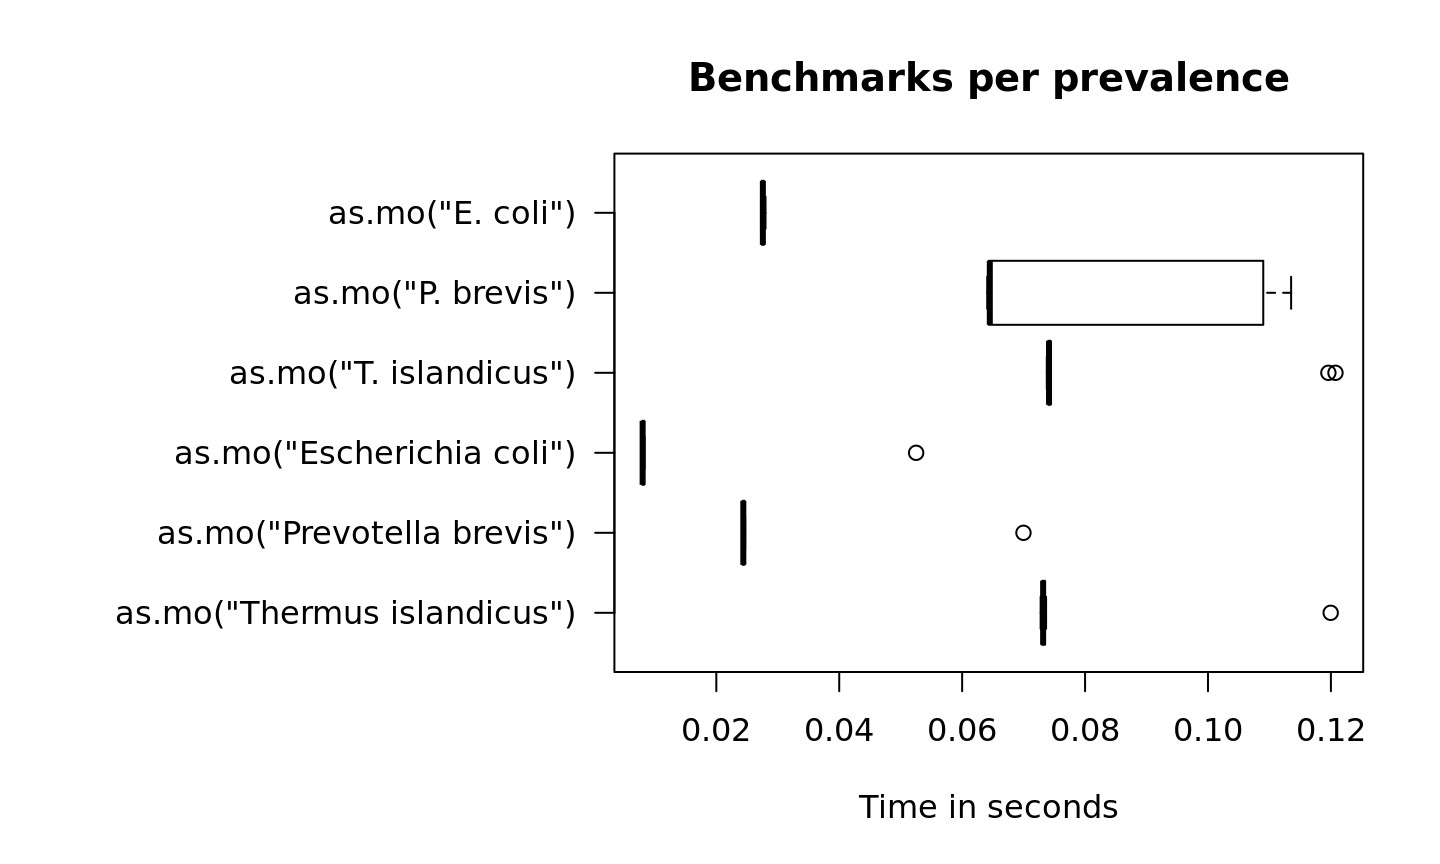 Benchmarks per prevalence
as.mo("E. coli")
as.mo("P. brevis")
as.mo("T. islandicus")
as.mo("Escherichia coli")
as.mo("Prevotella brevis")
as.mo("Thermus islandicus")
0.02 0.04 0.06 0.08 0.10 0.12
Time in seconds